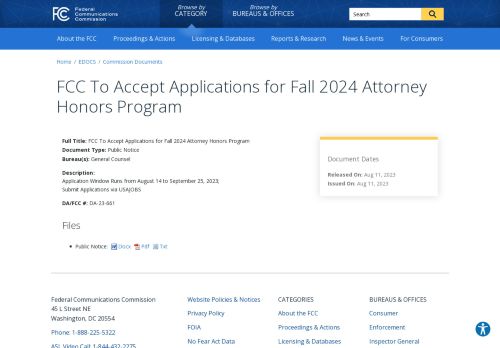 FCC
Federal
Communications
Commission
Browse by
CATEGORY
Browse by
BUREAUS & OFFICES
Search
About the FCC
Proceedings & Actions
Licensing & Databases
Reports & Research
News & Events
For Consumers
Home / EDOCS / Commission Documents
FCC To Accept Applications for Fall 2024 Attorney
Honors Program
Full Title: FCC To Accept Applications for Fall 2024 Attorney Honors Program
Document Type: Public Notice
Bureau(s): General Counsel
Description:
Application Window Runs from August 14 to September 25, 2023;
Submit Applications via USAJOBS
DA/FCC #: DA-23-661
Document Dates
Released On: Aug 11, 2023
Issued On: Aug 11, 2023
Files
Public Notice: Docx Pdf Txt
Federal Communications Commission
45 L Street NE
Washington, DC 20554
Phone: 1-888-225-5322
ASL Video Call: 1-844-432-2275
Website Policies & Notices
Privacy Policy
FOIA
No Fear Act Data
CATEGORIES
About the FCC
Proceedings & Actions
Licensing & Databases
BUREAUS & OFFICES
Consumer
Enforcement
Inspector General